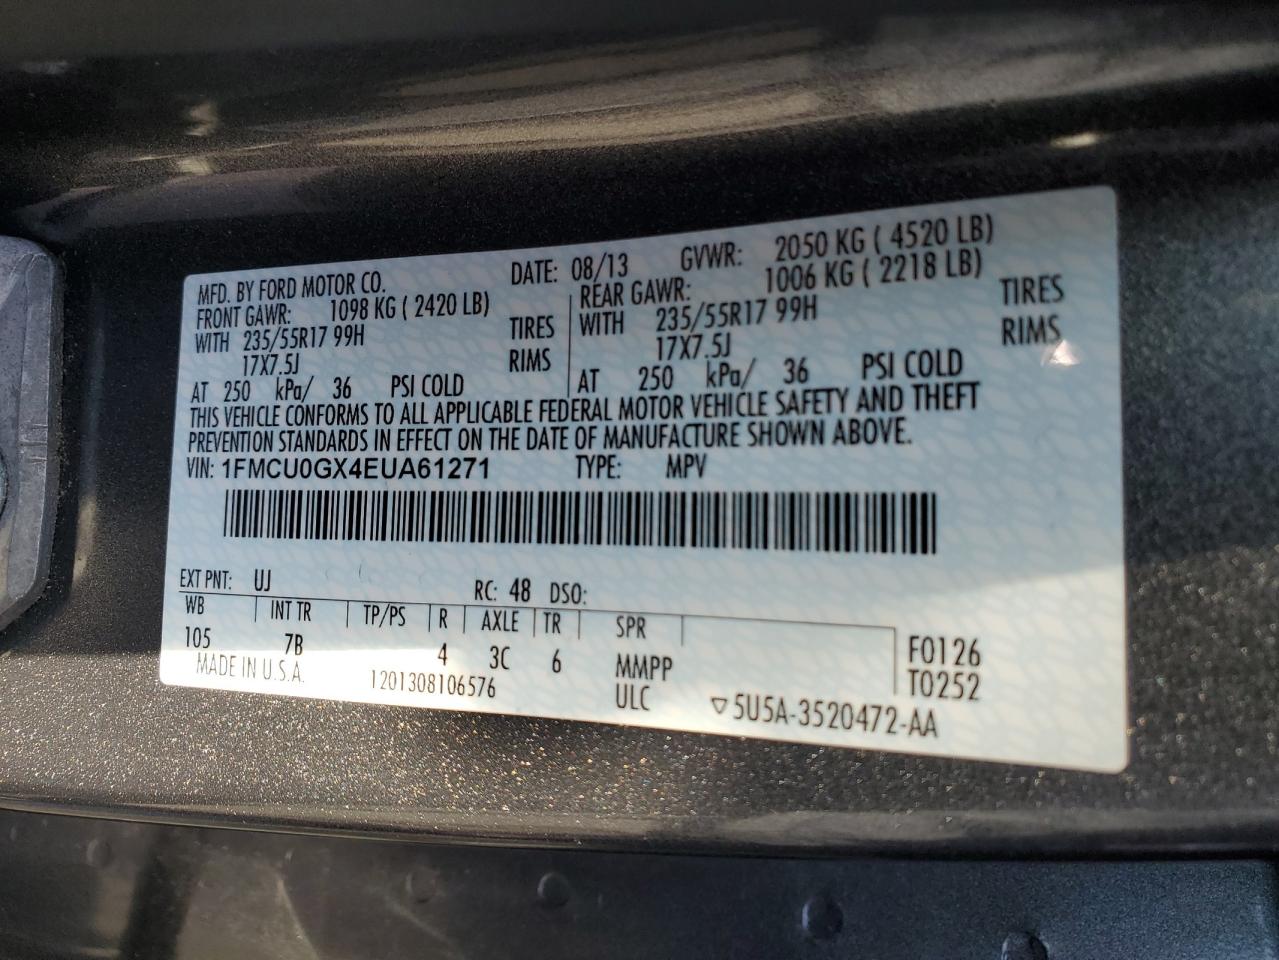 MFD. BY FORD MOTOR CO. DATE: 08/13 GVWR: 2050 KG ( 4520 LB)
FRONT GAWR: 1098 KG ( 2420 LB) REAR GAWR: 1006 KG ( 2218 LB)
WITH 235/55R17 99H TIRES WITH 235/55R17 99H TIRES
17X7.5J RIMS 17X7.5J RIMS
AT 250 kPa/ 36 PSI COLD AT 250 kPa/ 36 PSI COLD
THIS VEHICLE CONFORMS TO ALL APPLICABLE FEDERAL MOTOR VEHICLE SAFETY AND THEFT
PREVENTION STANDARDS IN EFFECT ON THE DATE OF MANUFACTURE SHOWN ABOVE.
VIN: 1FMCU0GX4EUA61271 TYPE: MPV
EXT PNT: UJ RC: 48 DSO:
WB INT TR TP/PS R AXLE TR SPR
105 7B 4 3C 6 MMPP F0126
MADE IN U.S.A. 1201308106576 ULC T0252
▽5U5A-3520472-AA